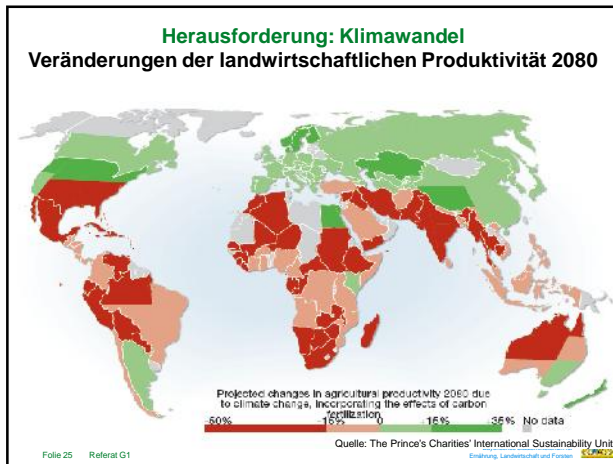 Herausforderung: Klimawandel
Veränderungen der landwirtschaftlichen Produktivität 2080
Projected changes in agricultural productivity 2080 due
to climate change, incorporating the effects of carbon
fertilization
-50% -15% 0 -15% -35% No data
Quelle: The Prince's Charities' International Sustainability Unit
Folie 25 Referat G1
Ernährung, Landwirtschaft und Forsten